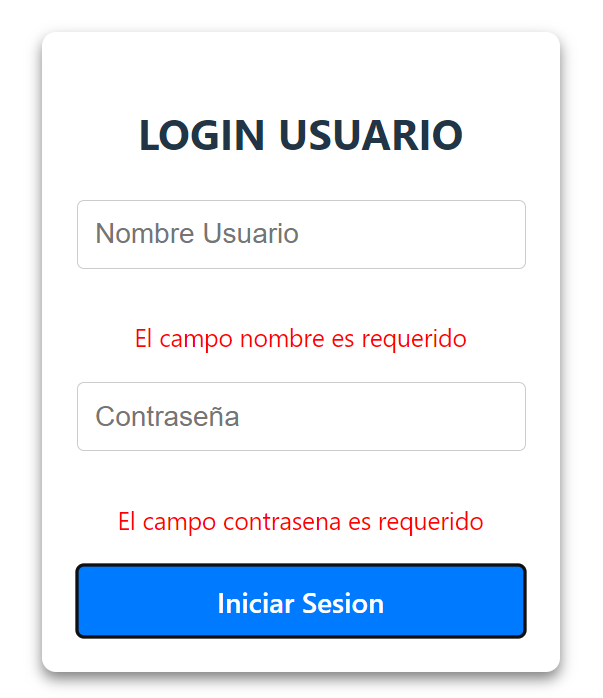 LOGIN USUARIO
Nombre Usuario
El campo nombre es requerido
Contraseña
El campo contrasena es requerido
Iniciar Sesion